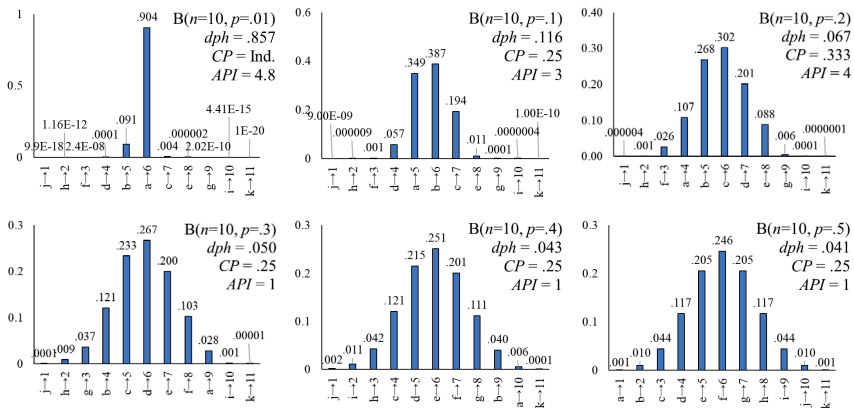 B(n=10, p=.01)
dph = .857
CP = Ind.
API = 4.8
1
0.5
0
9.9E-18
1.16E-12
2.4E-08
.0001
.091
.904
.004
.000002
2.02E-10
4.41E-15
1E-20
j→1
h→2
f→3
d→4
b→5
a→6
c→7
e→8
g→9
i→10
k→11
B(n=10, p=.1)
dph = .116
CP = .25
API = 3
0.6
0.4
0.2
0
9.00E-09
.000009
.001
.057
.349
.387
.194
.011
.0001
.0000004
1.00E-10
j→1
h→2
f→3
d→4
a→5
b→6
c→7
e→8
g→9
i→10
k→11
B(n=10, p=.2)
dph = .067
CP = .333
API = 4
0.40
0.30
0.20
0.10
0.00
.000004
.001
.026
.107
.268
.302
.201
.088
.006
.0001
.0000001
j→1
h→2
f→3
a→4
b→5
c→6
d→7
e→8
g→9
i→10
k→11
B(n=10, p=.3)
dph = .050
CP = .25
API = 1
0.3
0.2
0.1
0
.0001
.009
.037
.121
.233
.267
.200
.103
.028
.001
.00001
j→1
h→2
g→3
b→4
c→5
d→6
e→7
f→8
a→9
i→10
k→11
B(n=10, p=.4)
dph = .043
CP = .25
API = 1
0.3
0.2
0.1
0
.002
.011
.042
.121
.215
.251
.201
.111
.040
.006
.0001
j→1
i→2
h→3
c→4
d→5
e→6
f→7
g→8
b→9
a→10
k→11
B(n=10, p=.5)
dph = .041
CP = .25
API = 1
0.3
0.2
0.1
0
.001
.010
.044
.117
.205
.246
.205
.117
.044
.010
.001
a→1
b→2
c→3
d→4
e→5
f→6
g→7
h→8
i→9
j→10
k→11